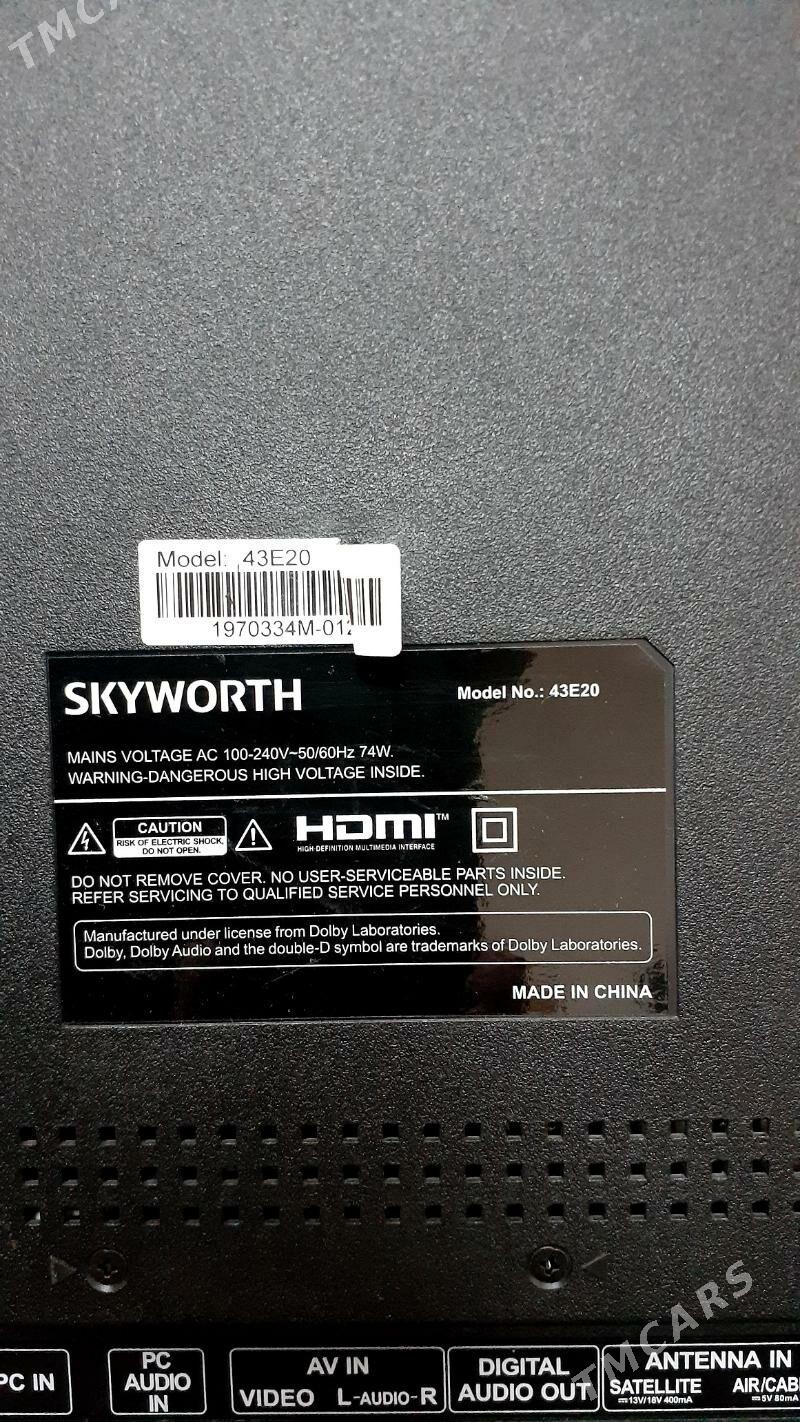 TMCARS
Model: 43E20
1970334M-012
SKYWORTH
Model No.: 43E20
MAINS VOLTAGE AC 100-240V~50/60Hz 74W.
WARNING-DANGEROUS HIGH VOLTAGE INSIDE.
CAUTION
RISK OF ELECTRIC SHOCK,
DO NOT OPEN.
HDMI™
HIGH-DEFINITION MULTIMEDIA INTERFACE
DO NOT REMOVE COVER. NO USER-SERVICEABLE PARTS INSIDE.
REFER SERVICING TO QUALIFIED SERVICE PERSONNEL ONLY.
Manufactured under license from Dolby Laboratories.
Dolby, Dolby Audio and the double-D symbol are trademarks of Dolby Laboratories.
MADE IN CHINA
TMCARS
PC IN
PC
AUDIO
IN
AV IN
VIDEO L-AUDIO-R
DIGITAL
AUDIO OUT
ANTENNA IN
SATELLITE
13V/18V 400mA
AIR/CAB
5V 80mA